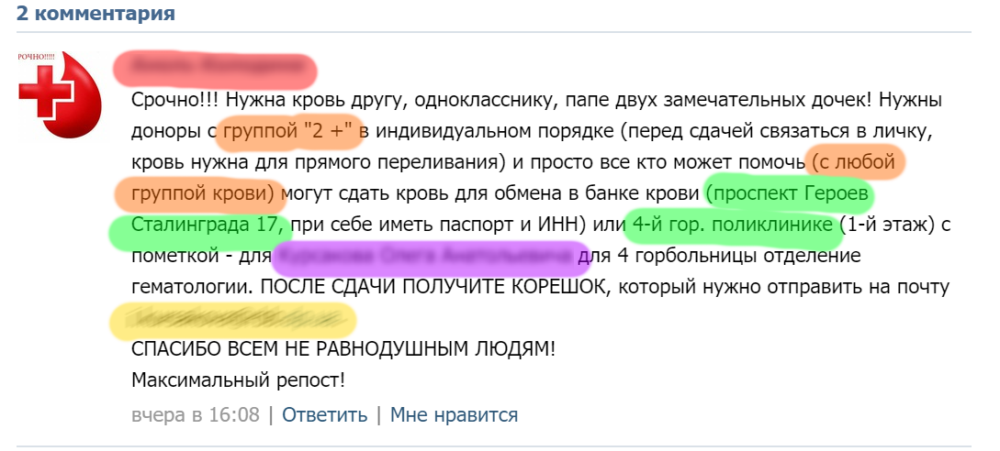 2 комментария
РОЧНО!!!!!
Срочно!!! Нужна кровь другу, однокласснику, папе двух замечательных дочек! Нужны
доноры с группой "2 +" в индивидуальном порядке (перед сдачей связаться в личку,
кровь нужна для прямого переливания) и просто все кто может помочь (с любой
группой крови) могут сдать кровь для обмена в банке крови (проспект Героев
Сталинграда 17, при себе иметь паспорт и ИНН) или 4-й гор. поликлинике (1-й этаж) с
пометкой - для для 4 горбольницы отделение
гематологии. ПОСЛЕ СДАЧИ ПОЛУЧИТЕ КОРЕШОК, который нужно отправить на почту
СПАСИБО ВСЕМ НЕ РАВНОДУШНЫМ ЛЮДЯМ!
Максимальный репост!
вчера в 16:08 | Ответить | Мне нравится